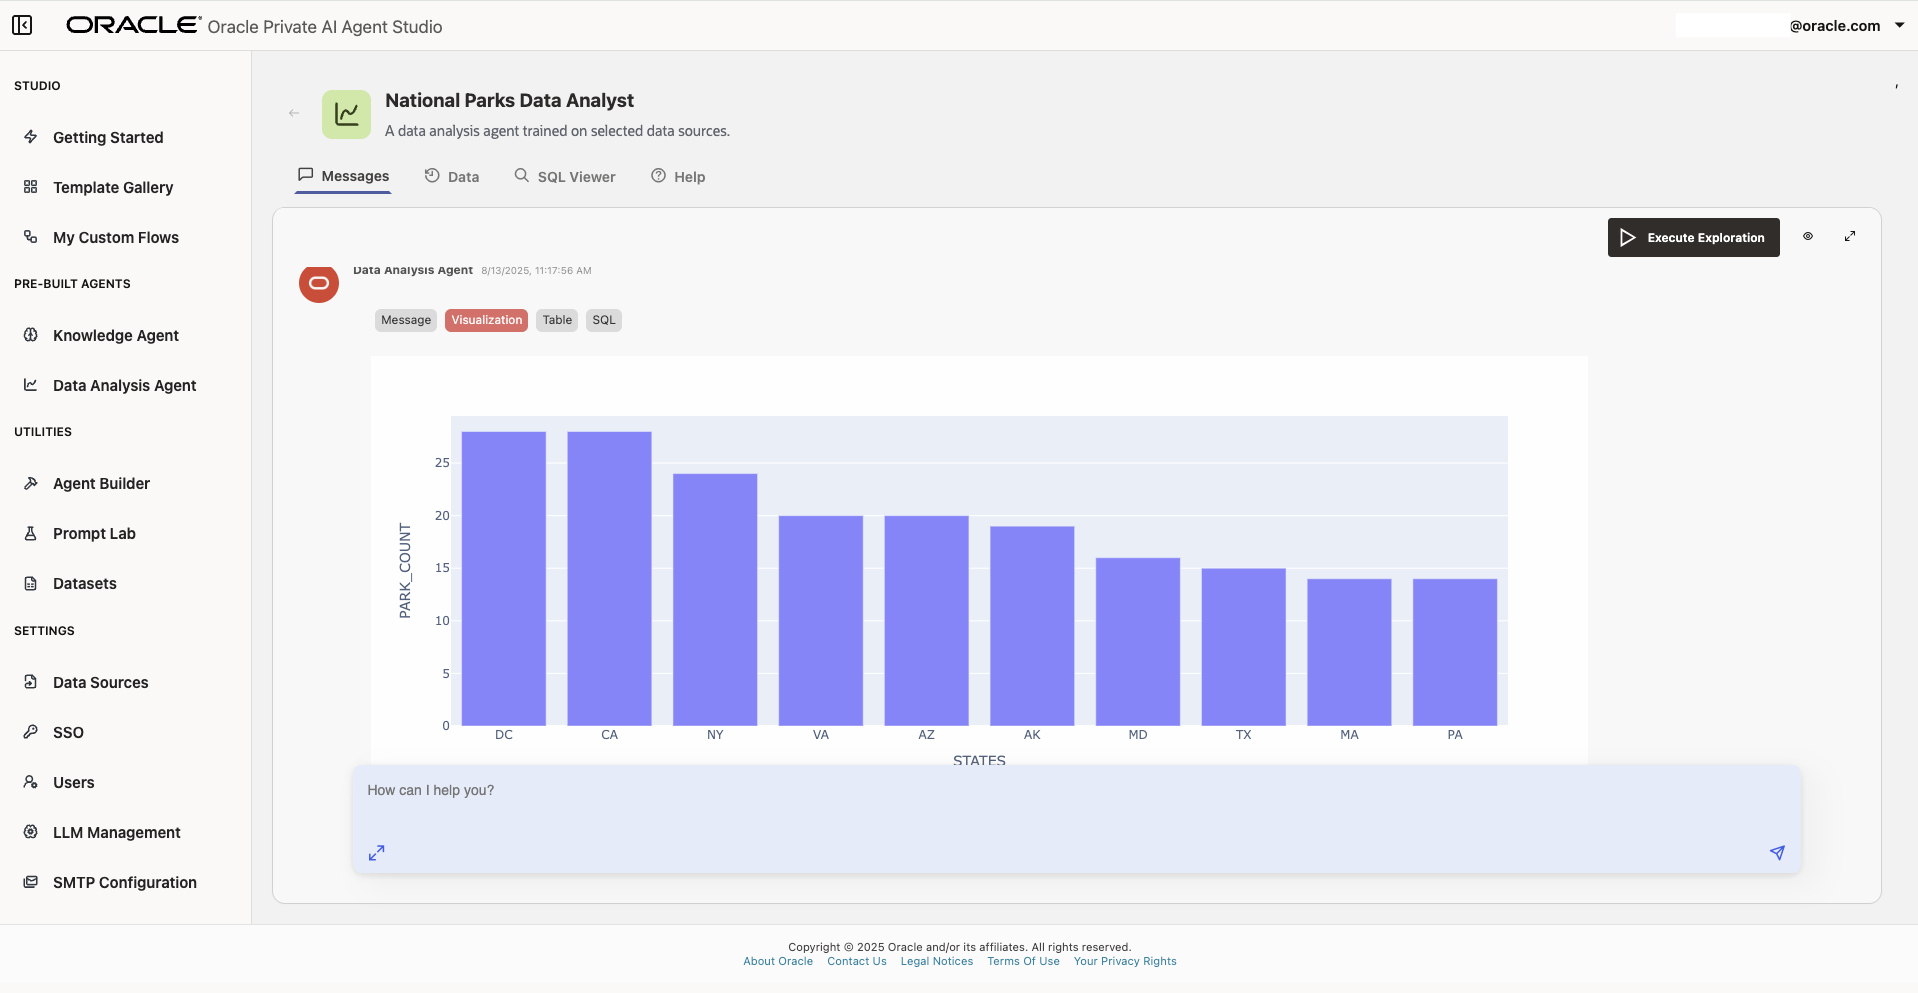 ORACLE Oracle Private AI Agent Studio
@oracle.com
STUDIO
Getting Started
Template Gallery
My Custom Flows
PRE-BUILT AGENTS
Knowledge Agent
Data Analysis Agent
UTILITIES
Agent Builder
Prompt Lab
Datasets
SETTINGS
Data Sources
SSO
Users
LLM Management
SMTP Configuration
National Parks Data Analyst
A data analysis agent trained on selected data sources.
Messages Data SQL Viewer Help
Execute Exploration
Data Analysis Agent 8/13/2025, 11:17:56 AM
Message Visualization Table SQL
25
20
15
10
5
0
PARK_COUNT
DC CA NY VA AZ AK MD TX MA PA
STATES
How can I help you?
Copyright © 2025 Oracle and/or its affiliates. All rights reserved.
About Oracle Contact Us Legal Notices Terms Of Use Your Privacy Rights